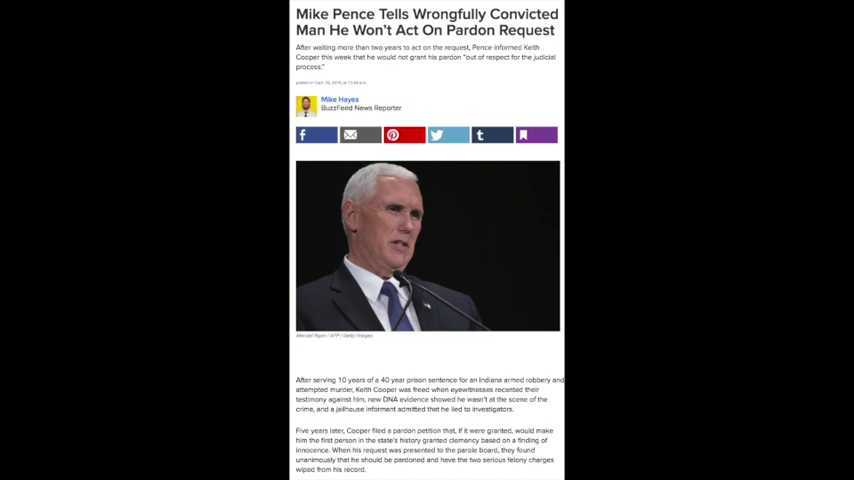 Mike Pence Tells Wrongfully Convicted
Man He Won't Act On Pardon Request
After waiting more than two years to act on the request, Pence informed Keith
Cooper this week that he would not grant his pardon "out of respect for the judicial
process."
posted on Sept. 
Mike Hayes
BuzzFeed News Reporter
f
t
/ AFP / Getty Images
After serving 10 years of a 40 year prison sentence for an Indiana armed robbery and
attempted murder, Keith Cooper was freed when eyewitnesses recanted their
testimony against him, new DNA evidence showed he wasn't at the scene of the
crime, and a jailhouse informant admitted that he lied to investigators.
Five years later, Cooper filed a pardon petition that, if it were granted, would make
him the first person in the state's history granted clemency based on a finding of
innocence. When his request was presented to the parole board, they found
unanimously that he should be pardoned and have the two serious felony charges
wiped from his record.